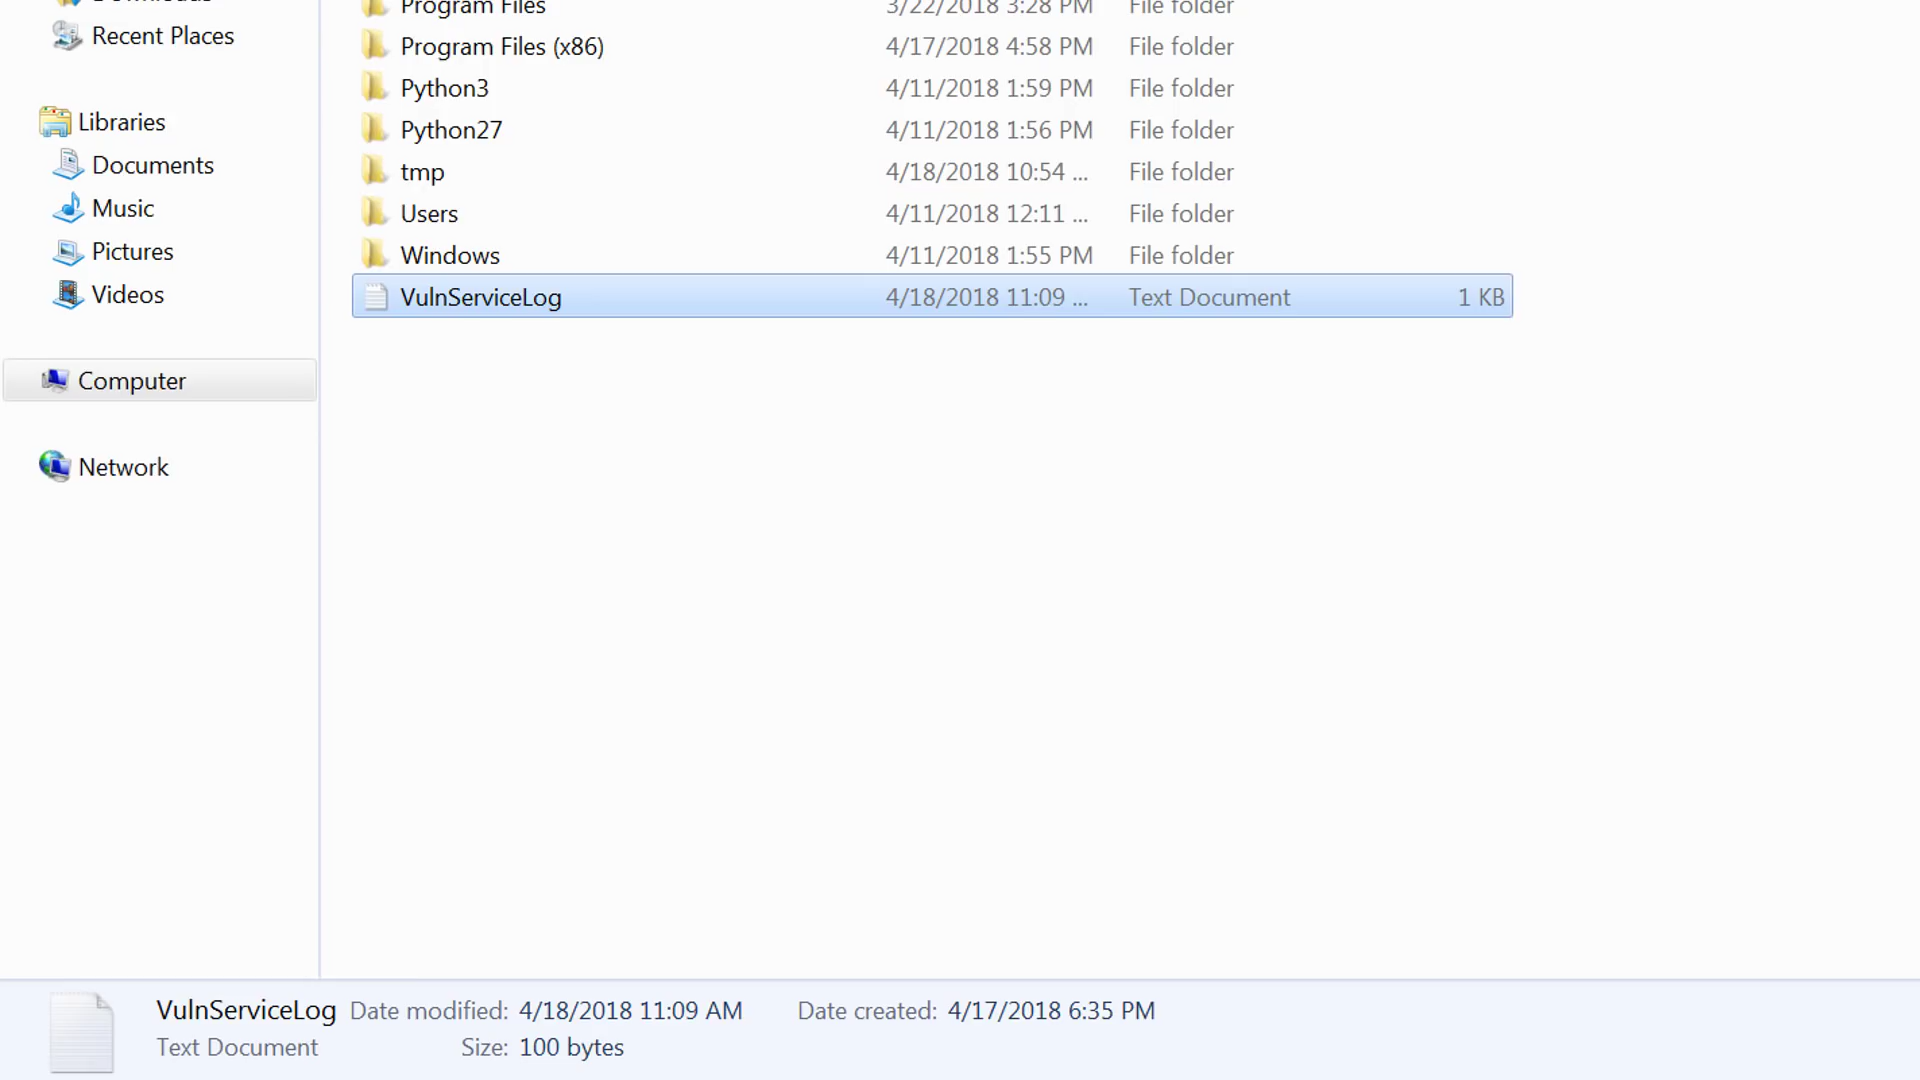 Downloads
Recent Places
Libraries
Documents
Music
Pictures
Videos
Computer
Network
Program Files 3/22/2018 3:28 PM File folder
Program Files (x86) 4/17/2018 4:58 PM File folder
Python3 4/11/2018 1:59 PM File folder
Python27 4/11/2018 1:56 PM File folder
tmp 4/18/2018 10:54 ... File folder
Users 4/11/2018 12:11 ... File folder
Windows 4/11/2018 1:55 PM File folder
VulnServiceLog 4/18/2018 11:09 ... Text Document 1 KB
VulnServiceLog Date modified: 4/18/2018 11:09 AM Date created: 4/17/2018 6:35 PM
Text Document Size: 100 bytes